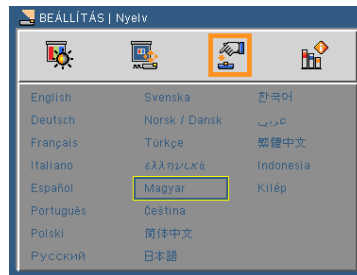 BEÁLLÍTÁS | Nyelv
English Svenska 한국어
Deutsch Norsk / Dansk عربي
Français Türkçe 繁體中文
Italiano ελληνικά Indonesia
Español Magyar Kilép
Português čeština
Polski 简体中文
Русский 日本語